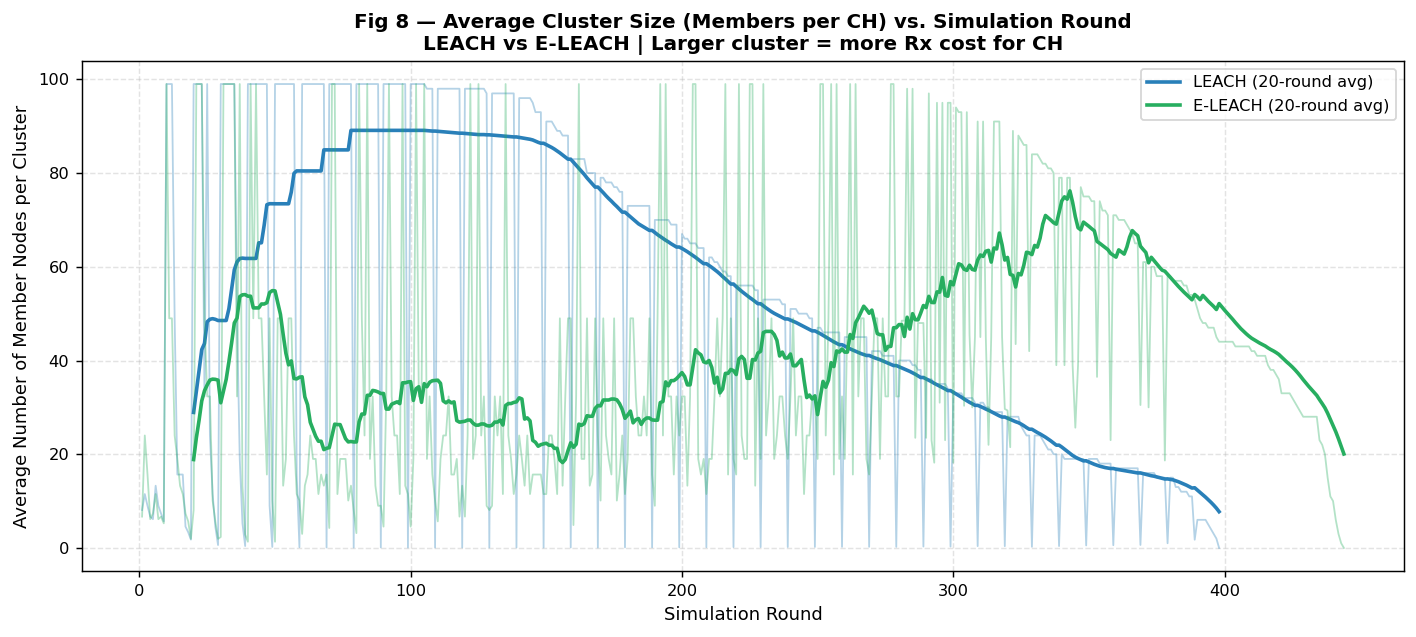 Fig 8 — Average Cluster Size (Members per CH) vs. Simulation Round
LEACH vs E-LEACH | Larger cluster = more Rx cost for CH
LEACH (20-round avg)
E-LEACH (20-round avg)
Average Number of Member Nodes per Cluster
100
80
60
40
20
0
0 100 200 300 400
Simulation Round